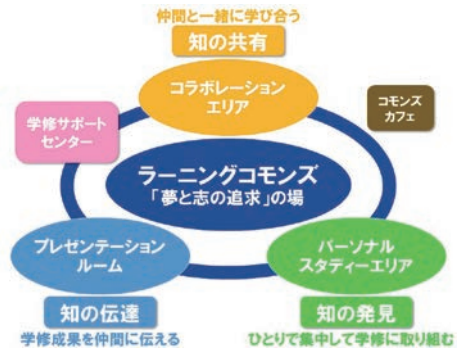 仲間と一緒に学び合う
知の共有
コラボレーション
エリア
学修サポート
センター
コモンズ
カフェ
ラーニングコモンズ
「夢と志の追求」の場
プレゼンテーション
ルーム
パーソナル
スタディーエリア
知の伝達
知の発見
学修成果を仲間に伝える
ひとりで集中して学修に取り組む